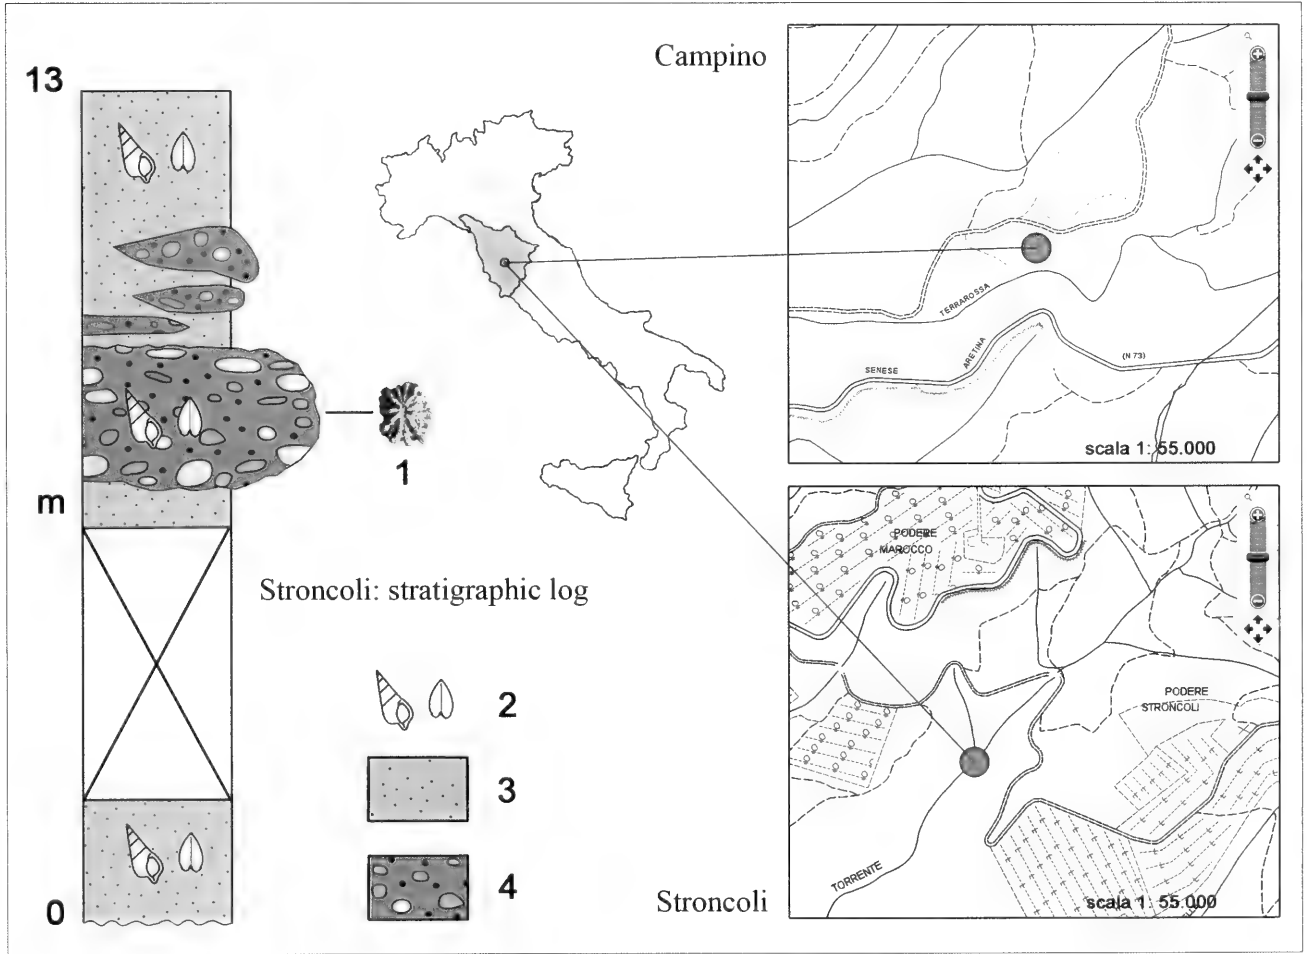 13
m
0
1
Stroncoli: stratigraphic log
2
3
4
Campino
TERRAROSSA
SENESE
ARETINA
(N 73)
scala 1: 55.000
PODERE
MAROCCO
PODERE
STRONCOLI
TORRENTE
Stroncoli
scala 1: 55.000